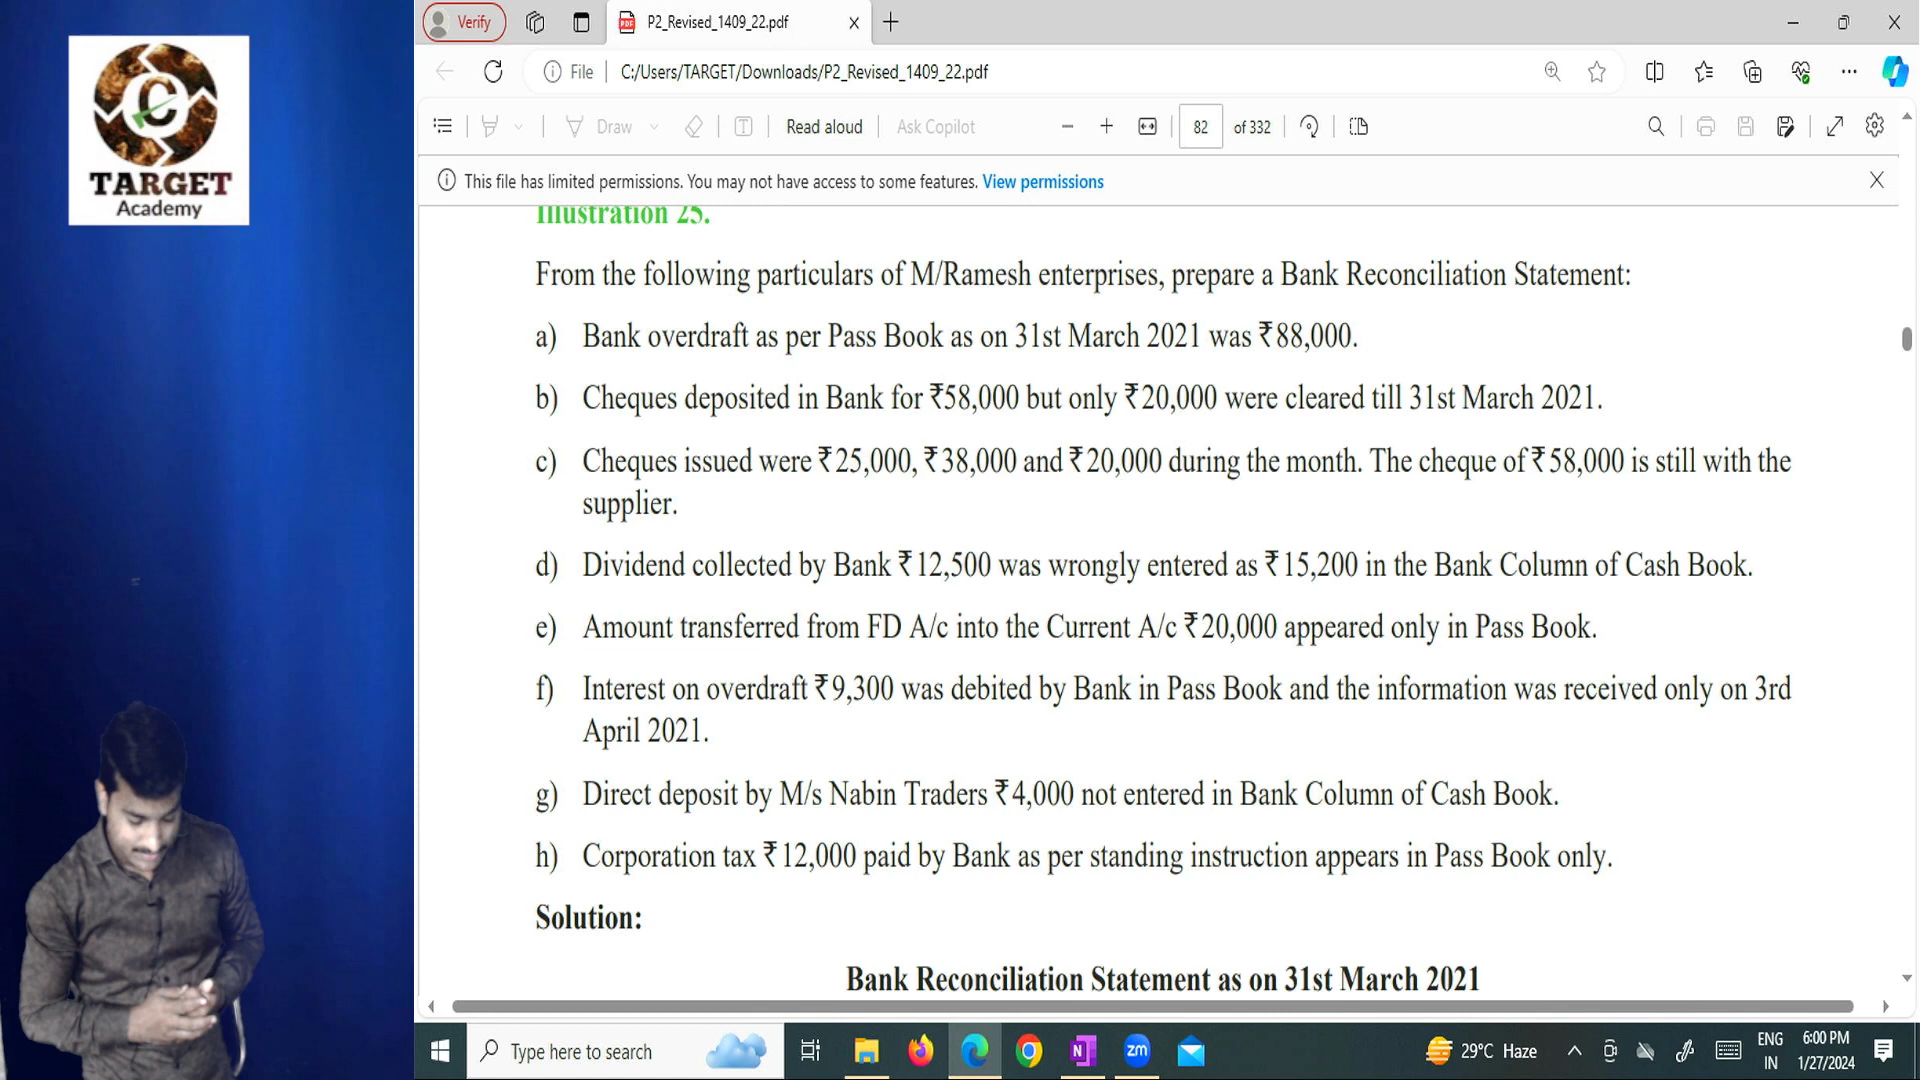 Verify
P2_Revised_1409_22.pdf
File
C:/Users/TARGET/Downloads/P2_Revised_1409_22.pdf
Draw
Read aloud
Ask Copilot
82 of 332
This file has limited permissions. You may not have access to some features. View permissions
C
TARGET
Academy
Illustration 25.
From the following particulars of M/Ramesh enterprises, prepare a Bank Reconciliation Statement:
a) Bank overdraft as per Pass Book as on 31st March 2021 was ₹88,000.
b) Cheques deposited in Bank for ₹58,000 but only ₹20,000 were cleared till 31st March 2021.
c) Cheques issued were ₹25,000, ₹38,000 and ₹20,000 during the month. The cheque of ₹58,000 is still with the
supplier.
d) Dividend collected by Bank ₹12,500 was wrongly entered as ₹15,200 in the Bank Column of Cash Book.
e) Amount transferred from FD A/c into the Current A/c ₹20,000 appeared only in Pass Book.
f) Interest on overdraft ₹9,300 was debited by Bank in Pass Book and the information was received only on 3rd
April 2021.
g) Direct deposit by M/s Nabin Traders ₹4,000 not entered in Bank Column of Cash Book.
h) Corporation tax ₹12,000 paid by Bank as per standing instruction appears in Pass Book only.
Solution:
Bank Reconciliation Statement as on 31st March 2021
Type here to search
N
zm
29°C Haze
ENG
IN
6:00 PM
1/27/2024